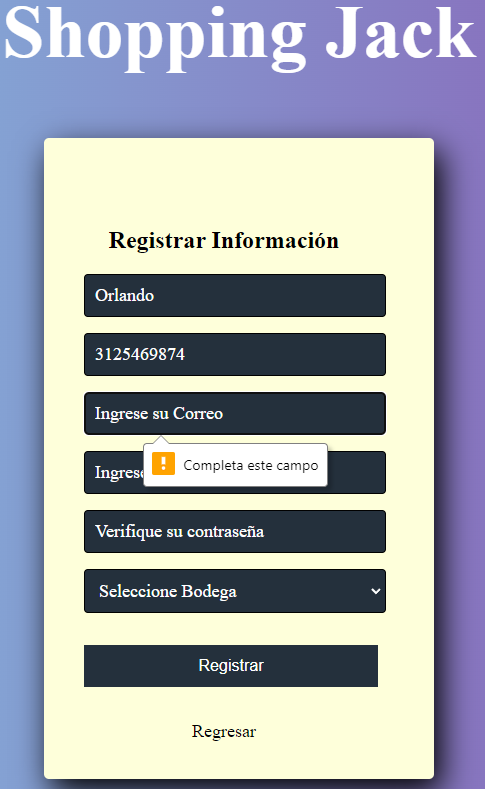 Shopping Jack
Registrar Información
Orlando
3125469874
Ingrese su Correo
Completa este campo
Verifique su contraseña
Seleccione Bodega
Registrar
Regresar